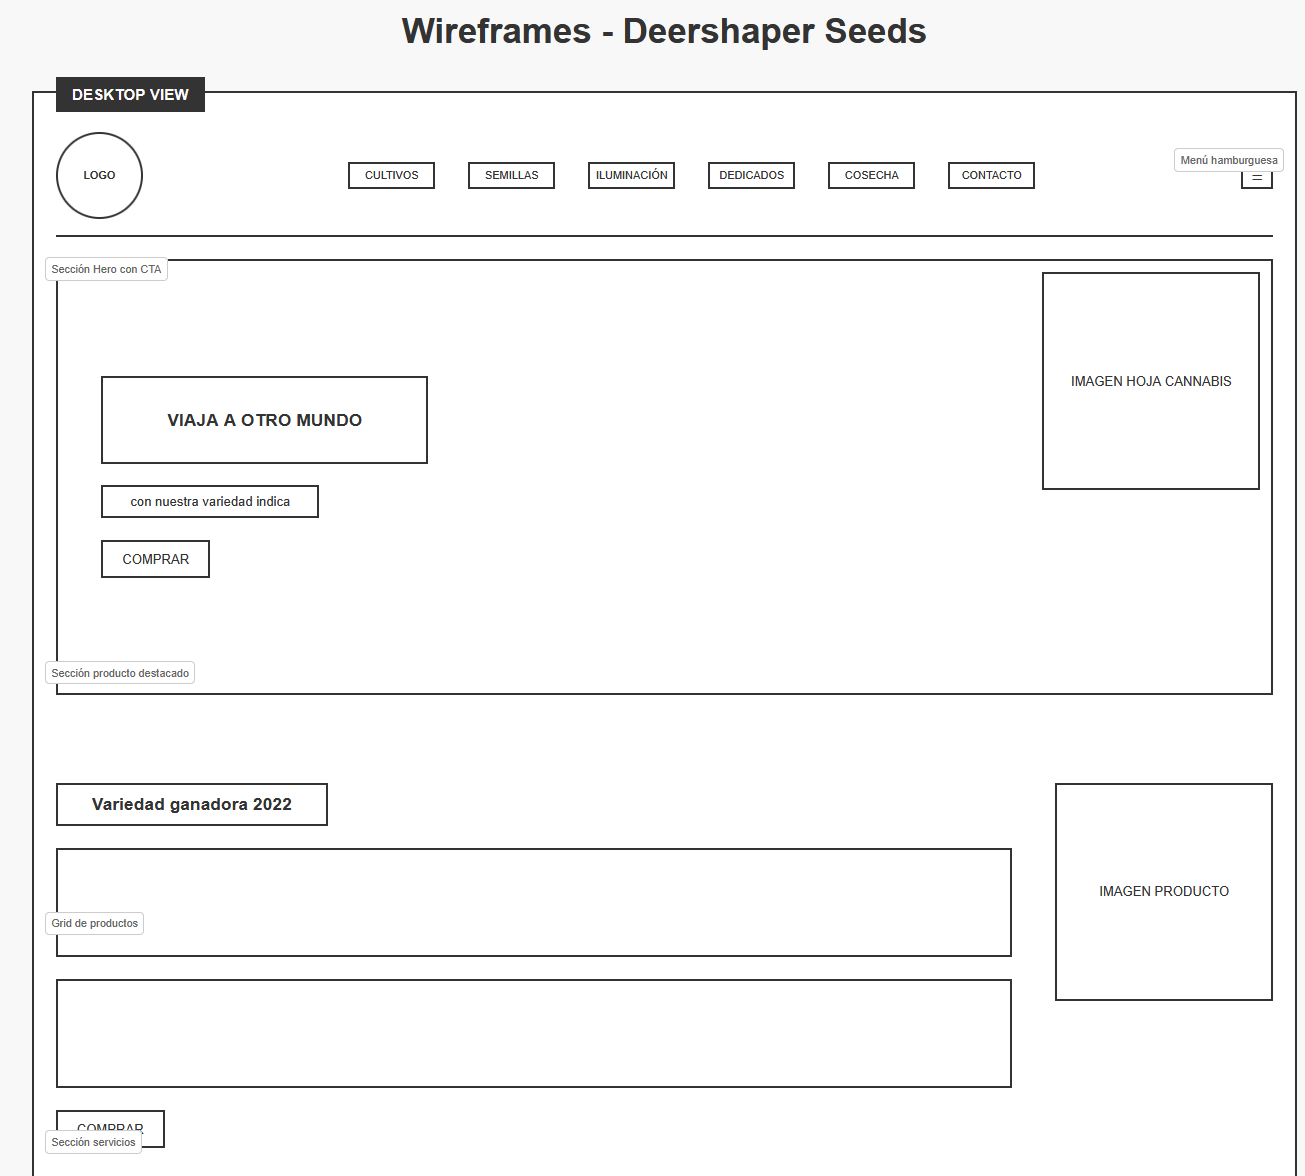 Wireframes - Deershaper Seeds
DESKTOP VIEW
LOGO
CULTIVOS
SEMILLAS
ILUMINACIÓN
DEDICADOS
COSECHA
CONTACTO
Menú hamburguesa
Sección Hero con CTA
IMAGEN HOJA CANNABIS
VIAJA A OTRO MUNDO
con nuestra variedad indica
COMPRAR
Sección producto destacado
Variedad ganadora 2022
IMAGEN PRODUCTO
Grid de productos
COMPRAR
Sección servicios